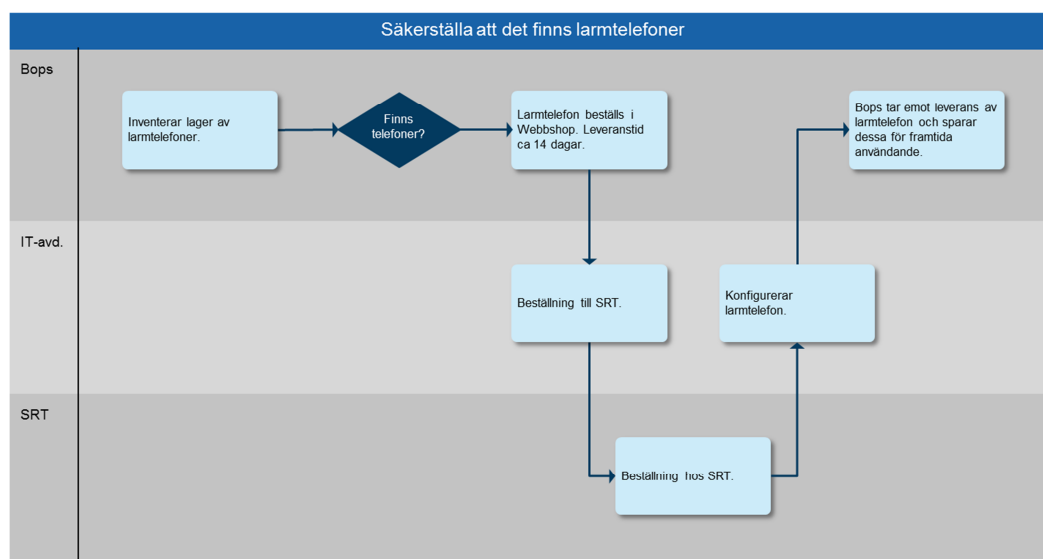 Säkerställa att det finns larmtelefoner
Bops
Inventerar lager av
larmtelefoner.
Finns
telefoner?
Larmtelefon beställs i
Webbshop. Leveranstid
ca 14 dagar.
Bops tar emot leverans av
larmtelefon och sparar
dessa för framtida
användande.
IT-avd.
Beställning till SRT.
Konfigurerar
larmtelefon.
SRT
Beställning hos SRT.